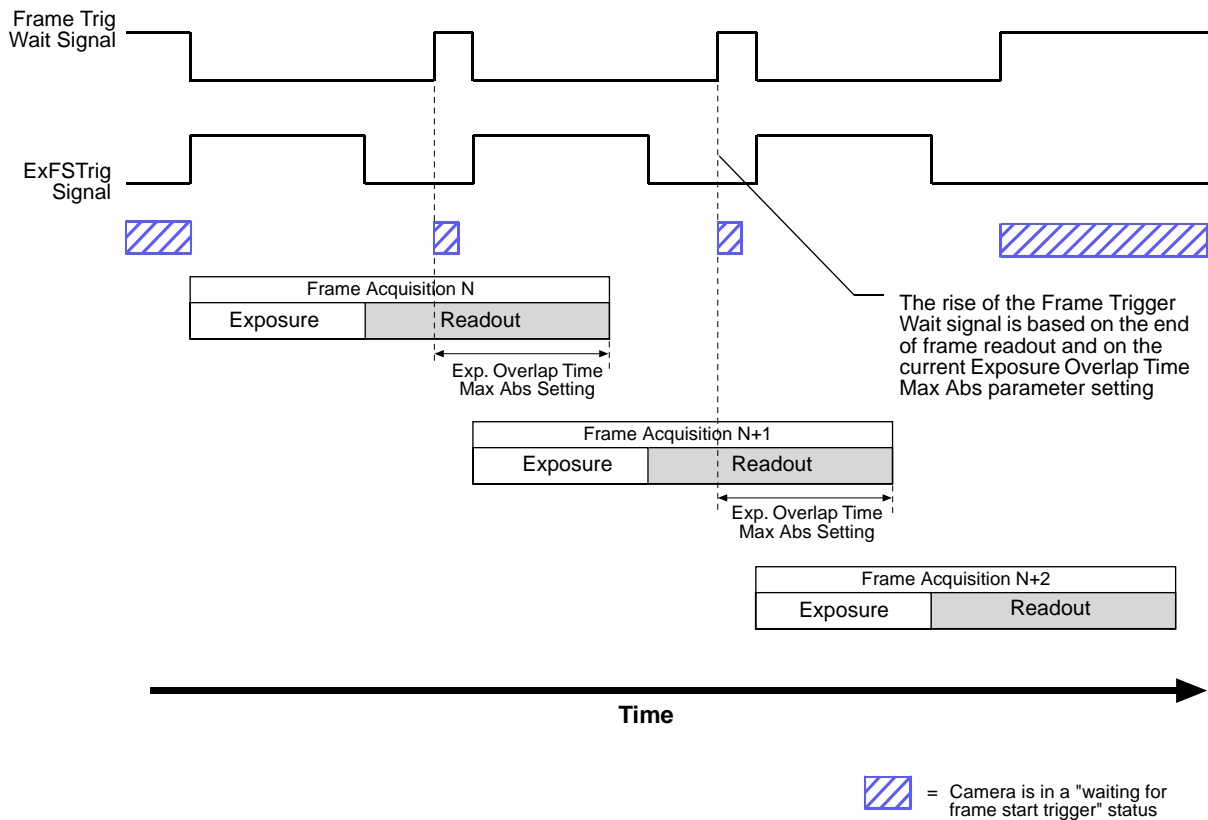 Frame Trig
Wait Signal
ExFSTrig
Signal
Frame Acquisition N
Exposure
Readout
Exp. Overlap Time
Max Abs Setting
The rise of the Frame Trigger
Wait signal is based on the end
of frame readout and on the
current Exposure Overlap Time
Max Abs parameter setting
Frame Acquisition N+1
Exposure
Readout
Exp. Overlap Time
Max Abs Setting
Frame Acquisition N+2
Exposure
Readout
Time
= Camera is in a "waiting for
frame start trigger" status